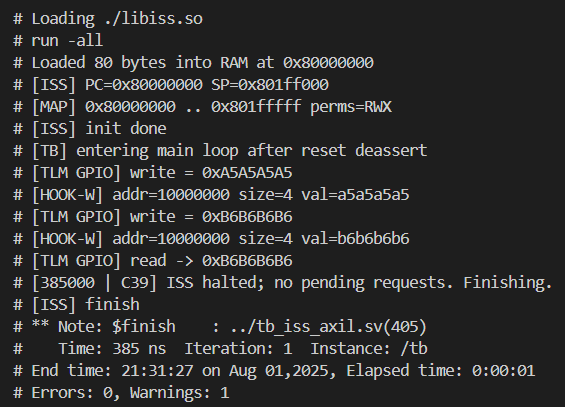 # Loading ./libiss.so
# run -all
# Loaded 80 bytes into RAM at 0x80000000
# [ISS] PC=0x80000000 SP=0x801ff000
# [MAP] 0x80000000 .. 0x801fffff perms=RWX
# [ISS] init done
# [TB] entering main loop after reset deassert
# [TLM GPIO] write = 0xA5A5A5A5
# [HOOK-W] addr=10000000 size=4 val=a5a5a5a5
# [TLM GPIO] write = 0xB6B6B6B6
# [HOOK-W] addr=10000000 size=4 val=b6b6b6b6
# [TLM GPIO] read -> 0xB6B6B6B6
# [385000 | C39] ISS halted; no pending requests. Finishing.
# [ISS] finish
# ** Note: $finish    : ../tb_iss_axil.sv(405)
#    Time: 385 ns  Iteration: 1  Instance: /tb
# End time: 21:31:27 on Aug 01,2025, Elapsed time: 0:00:01
# Errors: 0, Warnings: 1